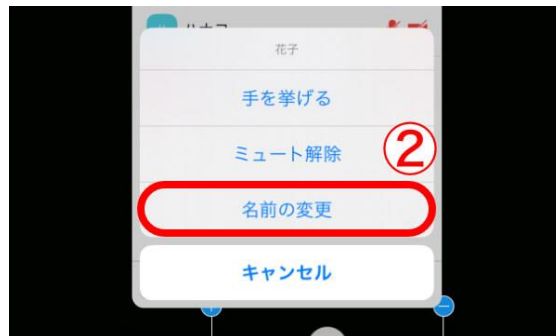 花子
手を挙げる
ミュート解除
②
名前の変更
キャンセル